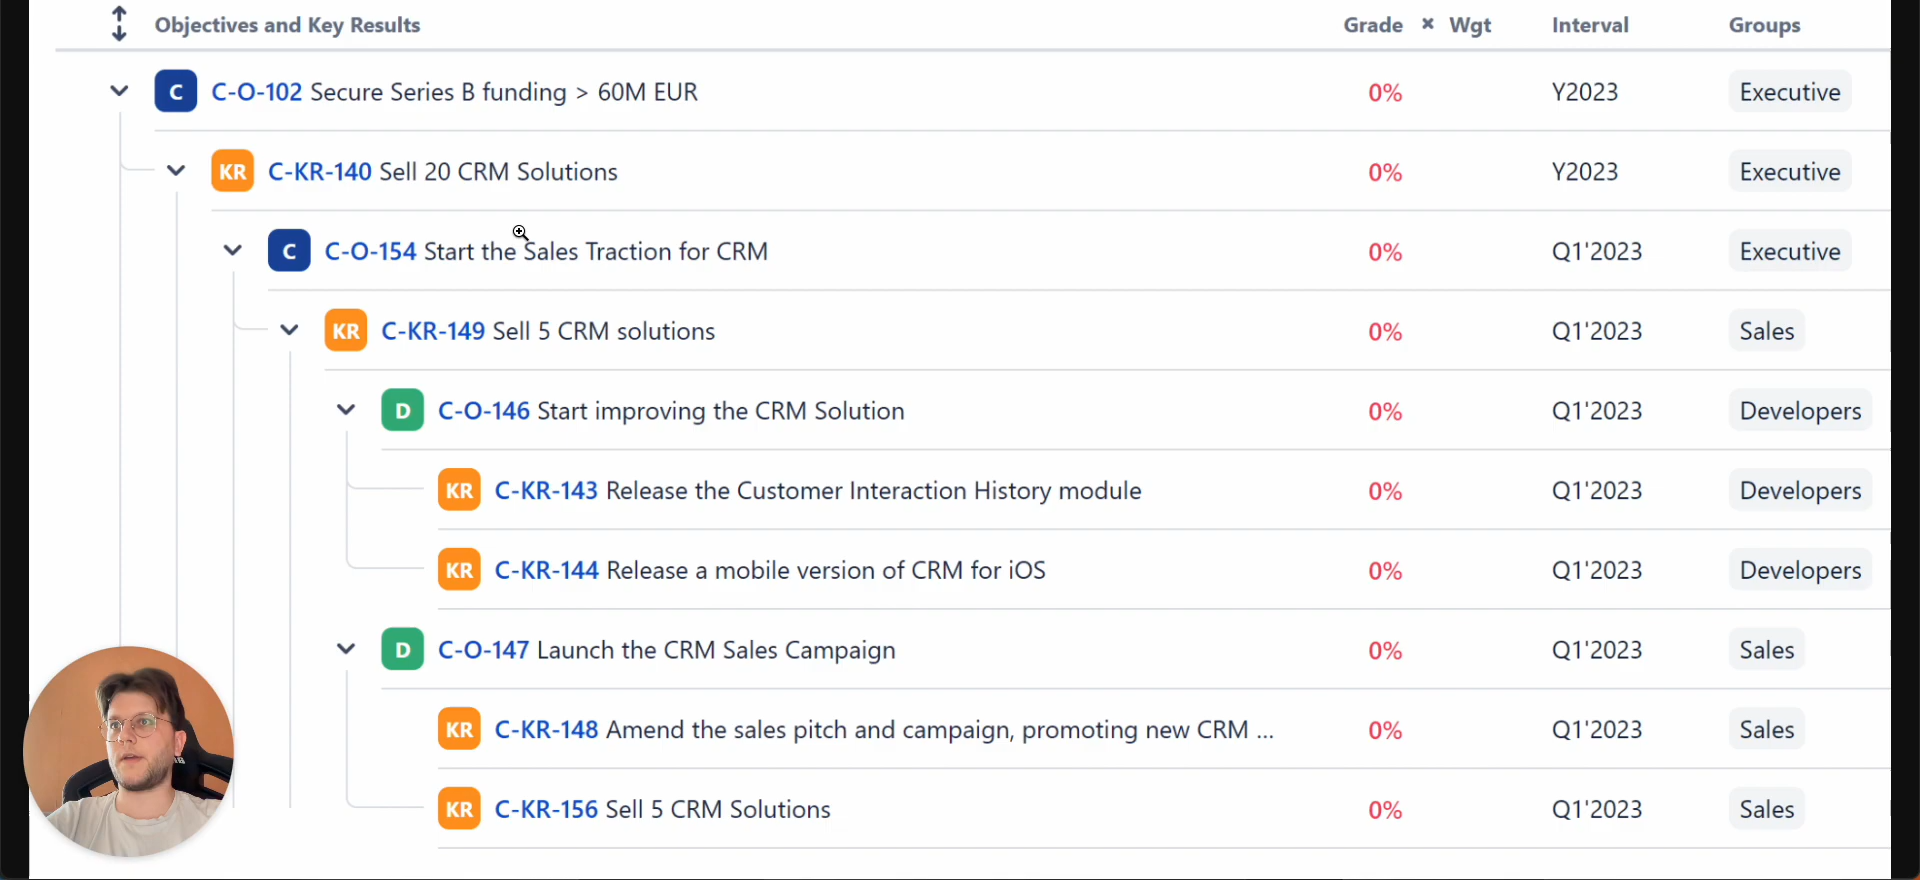 Objectives and Key Results Grade × Wgt Interval Groups
C C-O-102 Secure Series B funding > 60M EUR 0% Y2023 Executive
KR C-KR-140 Sell 20 CRM Solutions 0% Y2023 Executive
C C-O-154 Start the Sales Traction for CRM 0% Q1'2023 Executive
KR C-KR-149 Sell 5 CRM solutions 0% Q1'2023 Sales
D C-O-146 Start improving the CRM Solution 0% Q1'2023 Developers
KR C-KR-143 Release the Customer Interaction History module 0% Q1'2023 Developers
KR C-KR-144 Release a mobile version of CRM for iOS 0% Q1'2023 Developers
D C-O-147 Launch the CRM Sales Campaign 0% Q1'2023 Sales
KR C-KR-148 Amend the sales pitch and campaign, promoting new CRM ... 0% Q1'2023 Sales
KR C-KR-156 Sell 5 CRM Solutions 0% Q1'2023 Sales